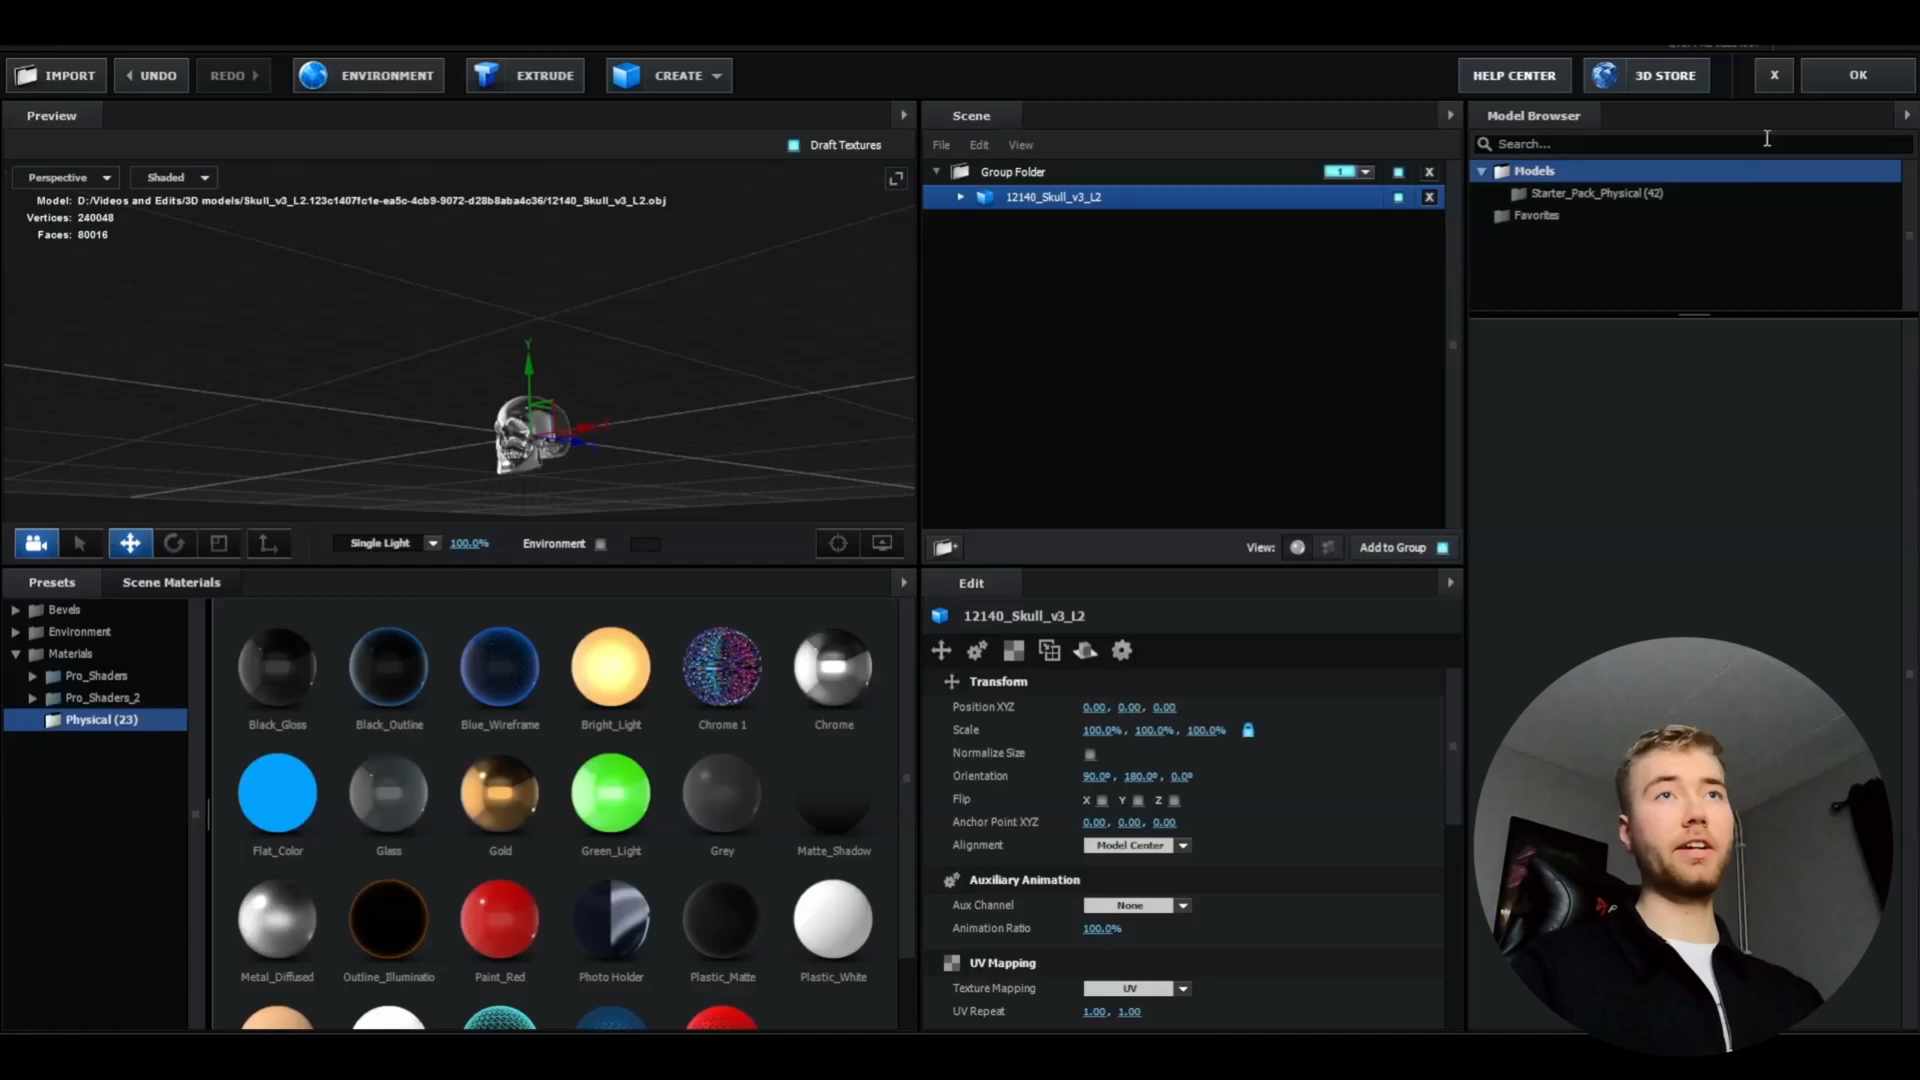 IMPORT
UNDO
REDO
ENVIRONMENT
EXTRUDE
CREATE
HELP CENTER
3D STORE
X
OK
Preview
Draft Textures
Perspective
Shaded
Model: D:/Videos and Edits/3D models/Skull_v3_L2.123c1407fc1e-ea5c-4cb9-9072-d28b8aba4c36/12140_Skull_v3_L2.obj
Vertices: 240048
Faces: 80016
Y
Single Light
100.0%
Environment
Scene
File Edit View
Group Folder
1
X
12140_Skull_v3_L2
X
View:
Add to Group
Model Browser
Search...
Models
Starter_Pack_Physical (42)
Favorites
Presets
Scene Materials
Bevels
Environment
Materials
Pro_Shaders
Pro_Shaders_2
Physical (23)
Black_Gloss
Black_Outline
Blue_Wireframe
Bright_Light
Chrome 1
Chrome
Flat_Color
Glass
Gold
Green_Light
Grey
Matte_Shadow
Metal_Diffused
Outline_Illuminatio
Paint_Red
Photo Holder
Plastic_Matte
Plastic_White
Edit
12140_Skull_v3_L2
Transform
Position XYZ 0.00, 0.00, 0.00
Scale 100.0%, 100.0%, 100.0%
Normalize Size
Orientation 90.0°, 180.0°, 0.0°
Flip X Y Z
Anchor Point XYZ 0.00, 0.00, 0.00
Alignment Model Center
Auxiliary Animation
Aux Channel None
Animation Ratio 100.0%
UV Mapping
Texture Mapping UV
UV Repeat 1.00, 1.00